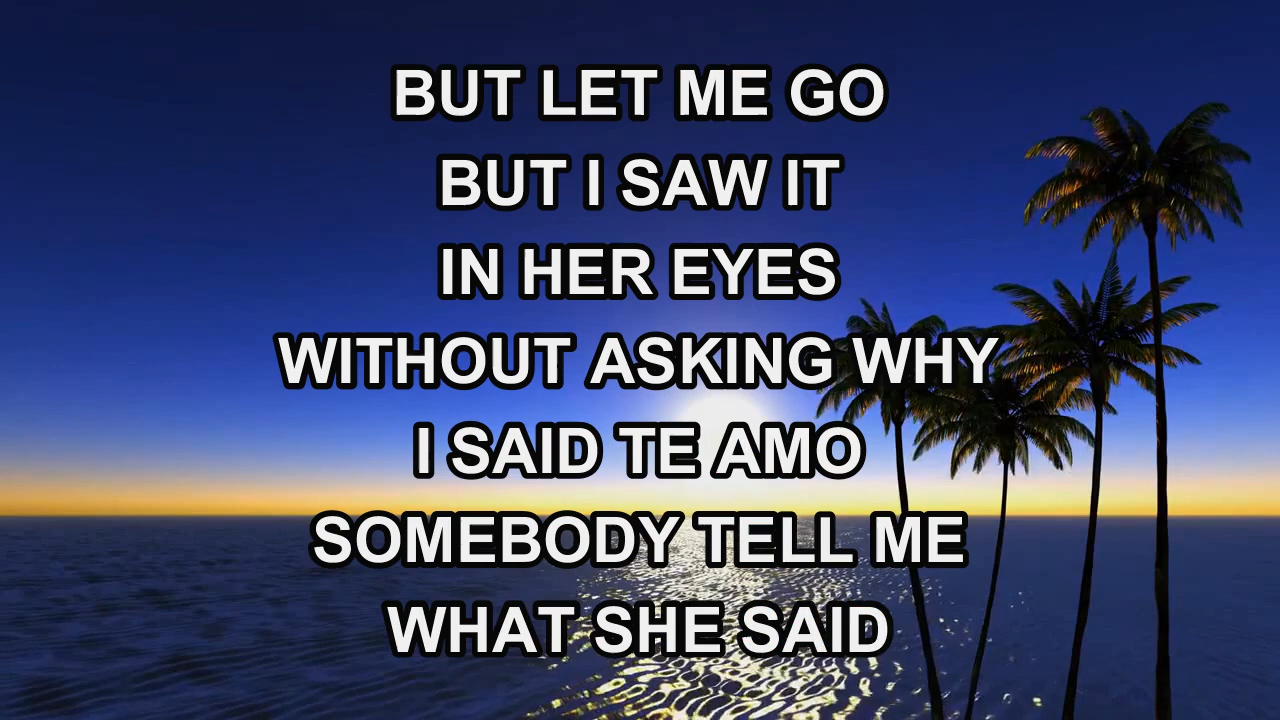 BUT LET ME GO
BUT I SAW IT
IN HER EYES
WITHOUT ASKING WHY
I SAID TE AMO
SOMEBODY TELL ME
WHAT SHE SAID